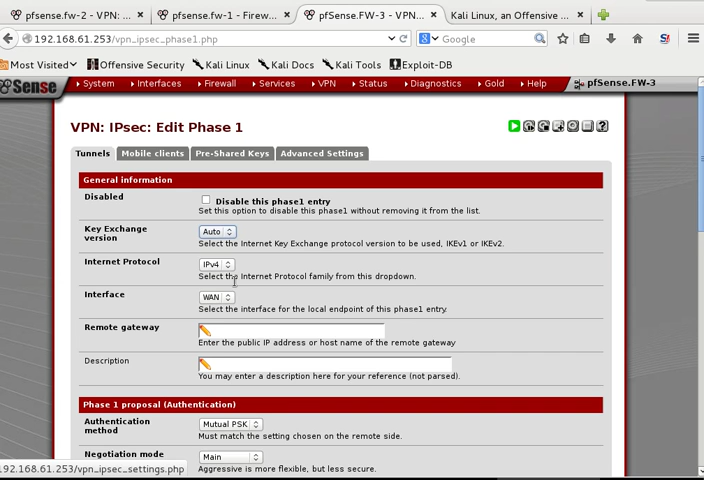 pfsense.fw-2 - VPN: ...
pfsense.fw-1 - Firew...
pfSense.FW-3 - VPN...
Kali Linux, an Offensive ...
192.168.61.253/vpn_ipsec_phase1.php
Google
Most Visited
Offensive Security
Kali Linux
Kali Docs
Kali Tools
Exploit-DB
Sense
System
Interfaces
Firewall
Services
VPN
Status
Diagnostics
Gold
Help
pfSense.FW-3
VPN: IPsec: Edit Phase 1
Tunnels
Mobile clients
Pre-Shared Keys
Advanced Settings
General information
Disabled
Disable this phase1 entry
Set this option to disable this phase1 without removing it from the list.
Key Exchange
version
Auto
Select the Internet Key Exchange protocol version to be used, IKEv1 or IKEv2.
Internet Protocol
IPv4
Select the Internet Protocol family from this dropdown.
Interface
WAN
Select the interface for the local endpoint of this phase1 entry.
Remote gateway
Enter the public IP address or host name of the remote gateway
Description
You may enter a description here for your reference (not parsed).
Phase 1 proposal (Authentication)
Authentication
method
Mutual PSK
Must match the setting chosen on the remote side.
Negotiation mode
Main
Aggressive is more flexible, but less secure.
192.168.61.253/vpn_ipsec_settings.php